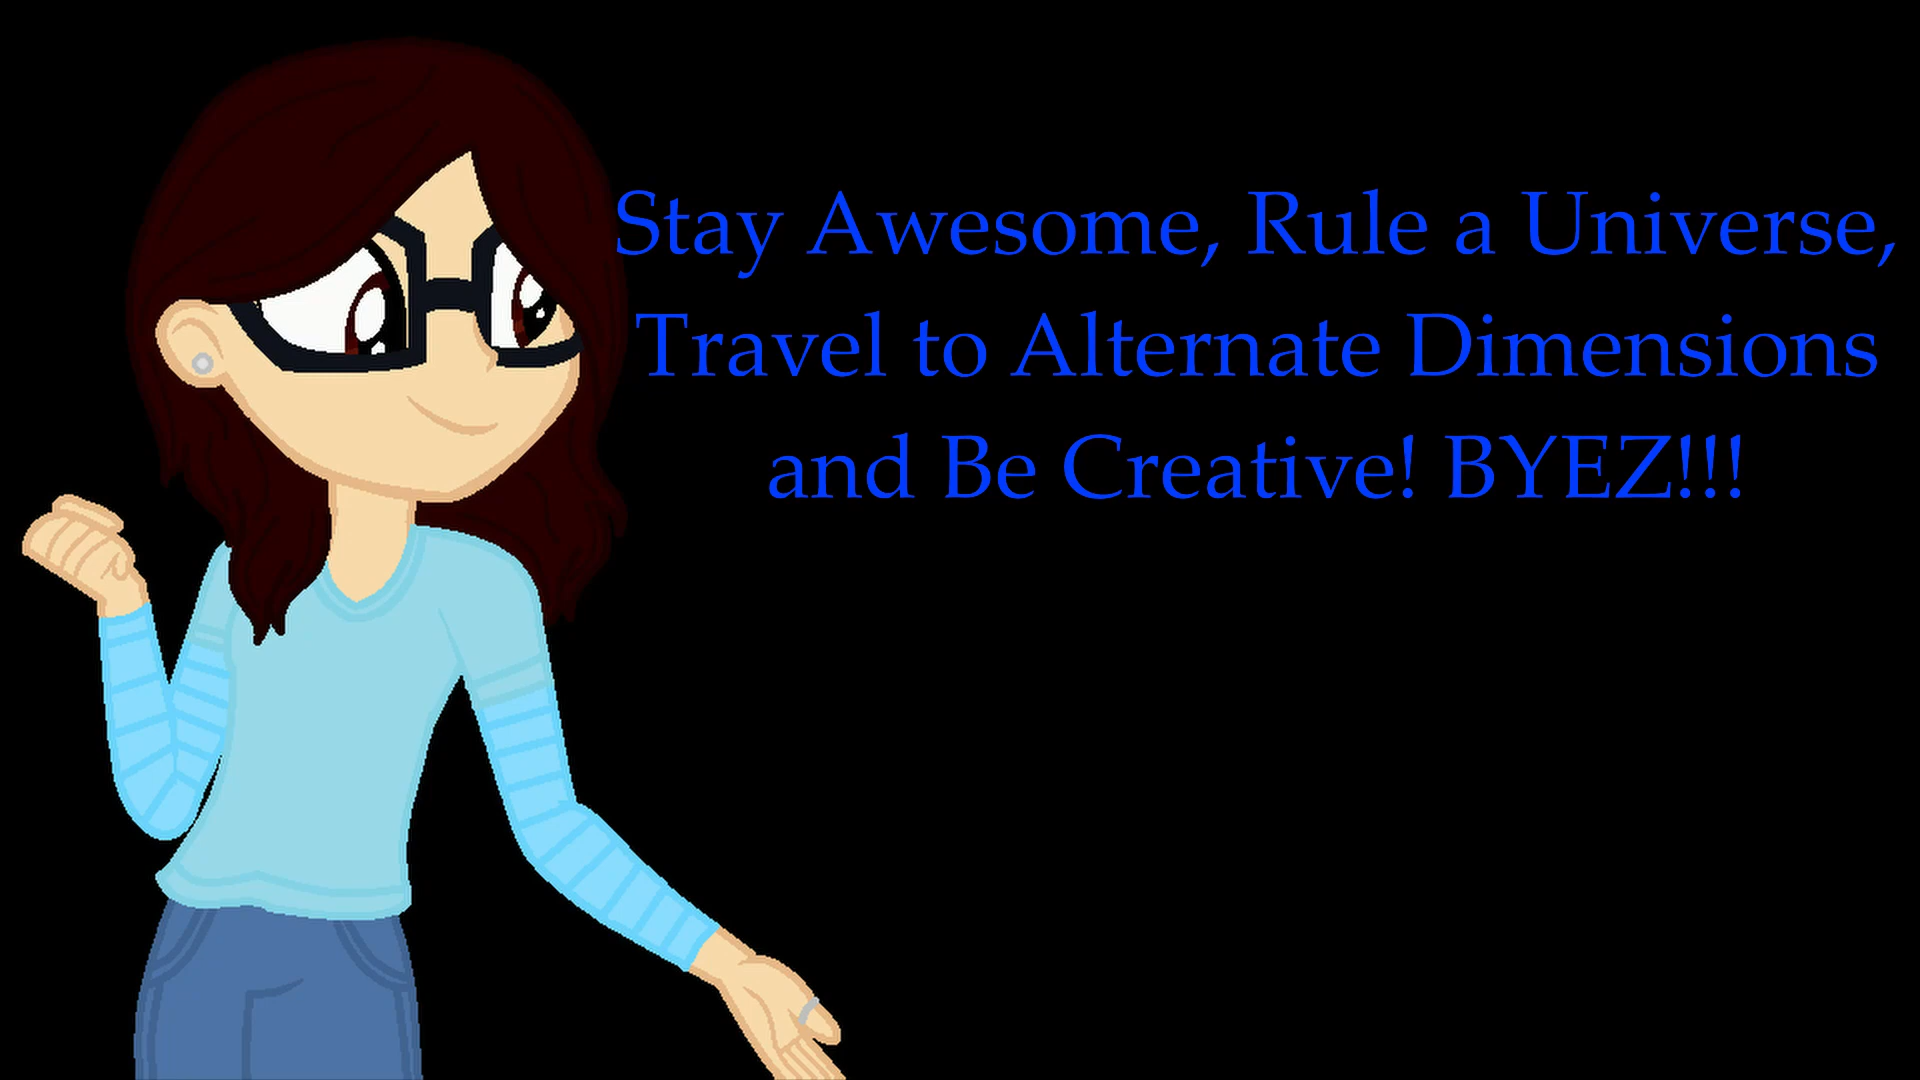 Stay Awesome, Rule a Universe,
Travel to Alternate Dimensions
and Be Creative! BYEZ!!!